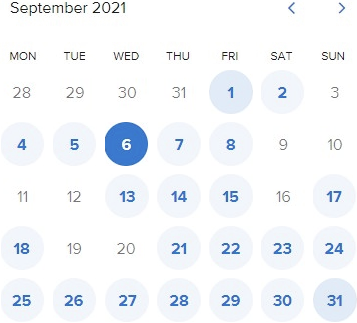 September 2021
MON TUE WED THU FRI SAT SUN
28 29 30 31 1 2 3
4 5 6 7 8 9 10
11 12 13 14 15 16 17
18 19 20 21 22 23 24
25 26 27 28 29 30 31